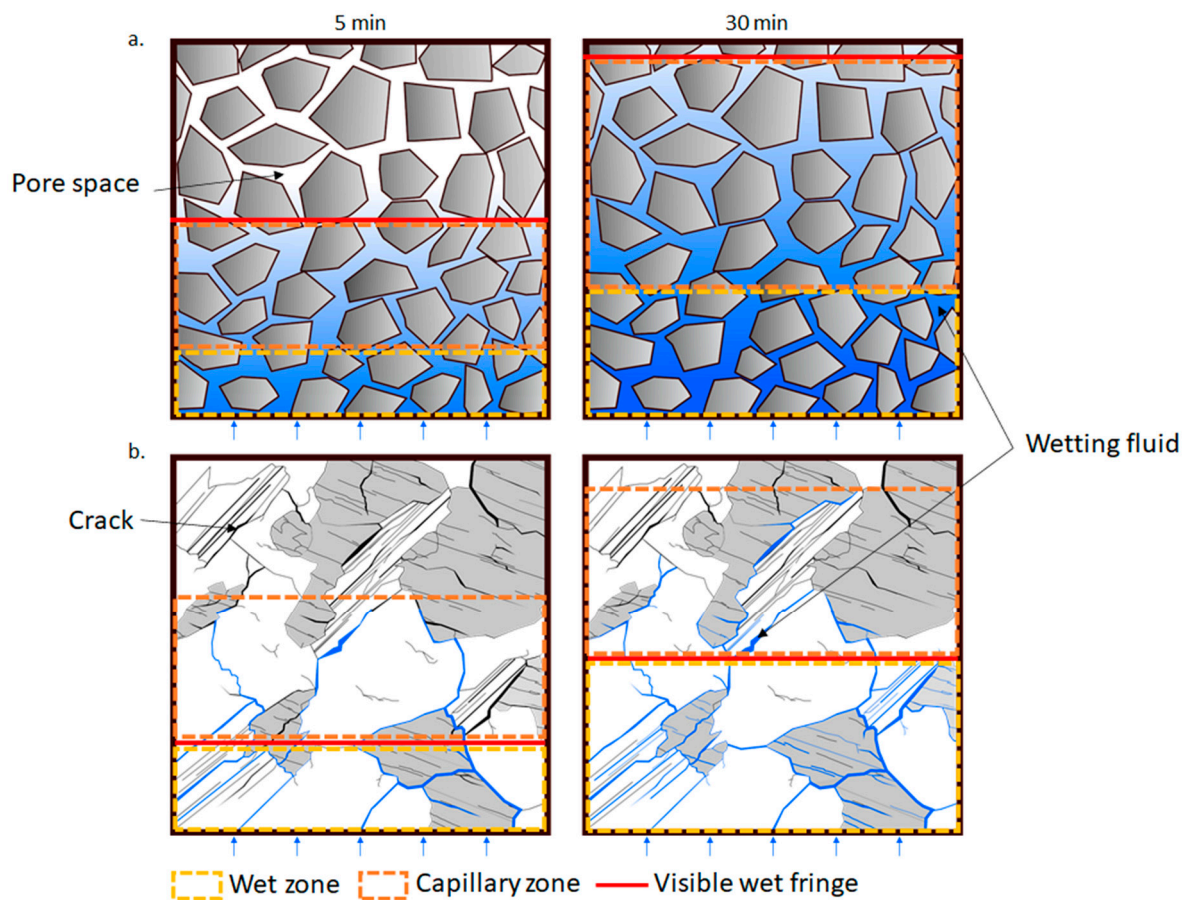 5 min
30 min
a.
Pore space
Wetting fluid
b.
Crack
Wet zone
Capillary zone
Visible wet fringe